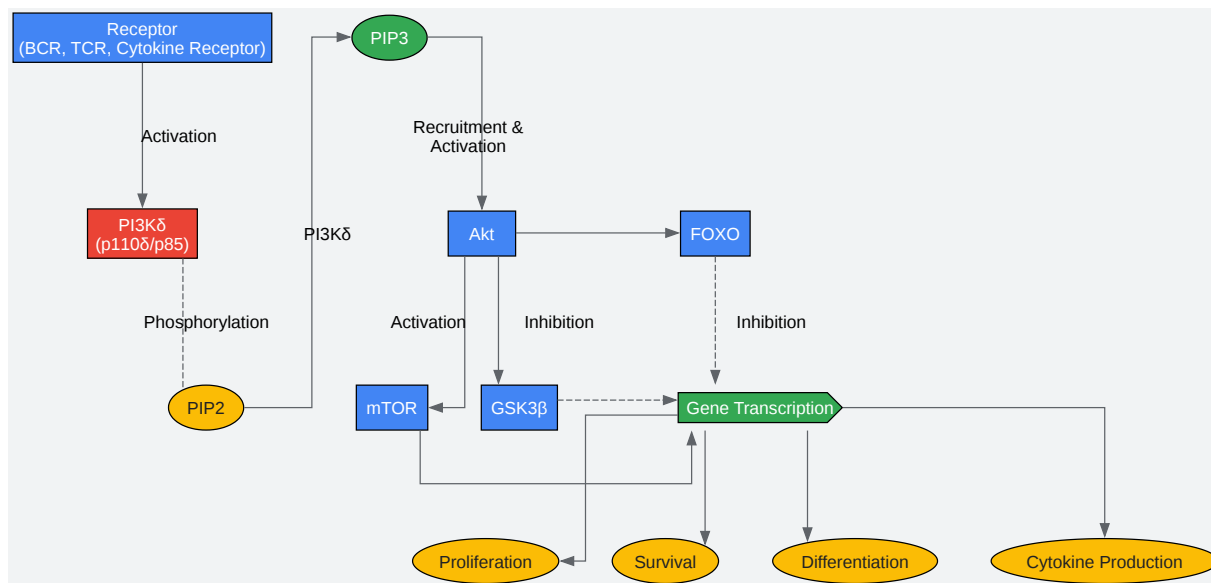 Receptor
(BCR, TCR, Cytokine Receptor)
PIP3
Activation
Recruitment &
Activation
PI3Kδ
(p110δ/p85)
PI3Kδ
Akt
FOXO
Phosphorylation
Activation
Inhibition
Inhibition
PIP2
mTOR
GSK3β
Gene Transcription
Proliferation
Survival
Differentiation
Cytokine Production